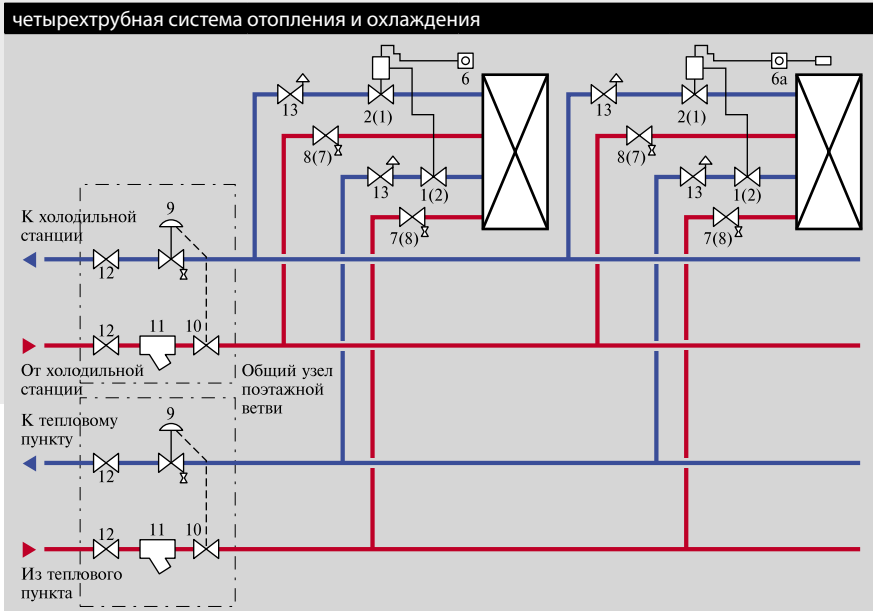 четырехтрубная система отопления и охлаждения
6
6а
13
2(1)
13
2(1)
8(7)
8(7)
13
1(2)
13
1(2)
7(8)
7(8)
К холодильной
станции
9
12
12
11
10
От холодильной
станции
Общий узел
поэтажной
ветви
К тепловому
пункту
9
12
12
11
10
Из теплового
пункта